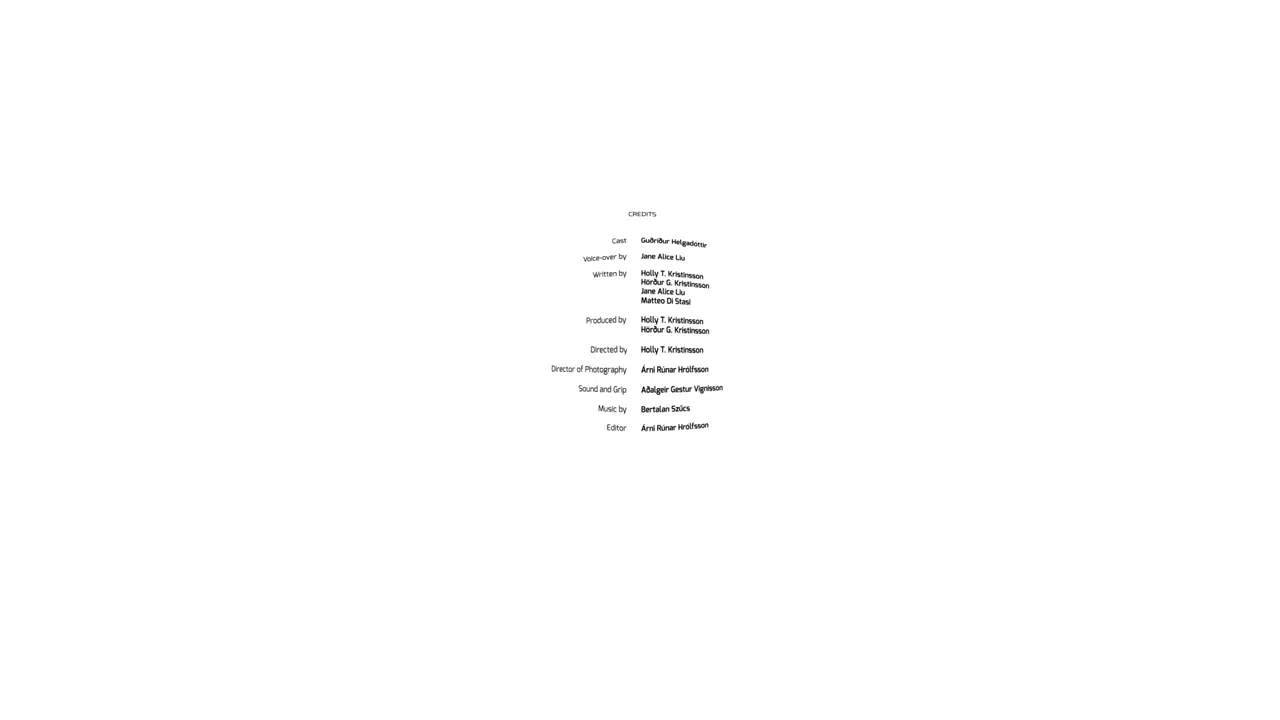 CREDITS
Cast Guðríður Helgadóttir
Voice-over by Jane Alice Liu
Written by Holly T. Kristinsson
Hörður G. Kristinsson
Jane Alice Liu
Matteo Di Stasi
Produced by Holly T. Kristinsson
Hörður G. Kristinsson
Directed by Holly T. Kristinsson
Director of Photography Árni Rúnar Hrólfsson
Sound and Grip Aðalgeir Gestur Vignisson
Music by Bertalan Szűcs
Editor Árni Rúnar Hrólfsson